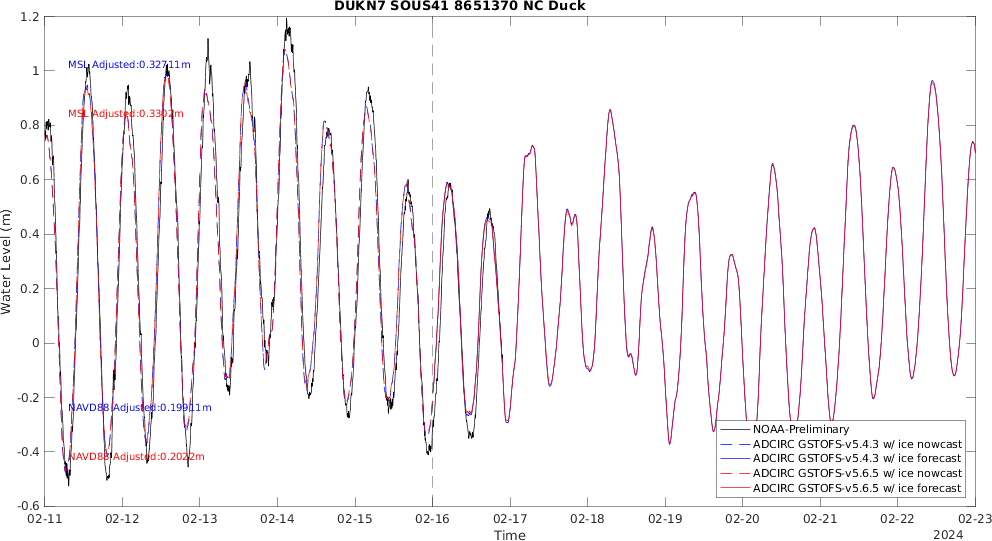 DUKN7 SOUS41 8651370 NC Duck
1.2
1
0.8
0.6
0.4
0.2
0
-0.2
-0.4
-0.6
Water Level (m)
MSL Adjusted:0.32711m
MSL Adjusted:0.3302m
NAVD88 Adjusted:0.19911m
NAVD88 Adjusted:0.2022m
NOAA-Preliminary
ADCIRC GSTOFS-v5.4.3 w/ ice nowcast
ADCIRC GSTOFS-v5.4.3 w/ ice forecast
ADCIRC GSTOFS-v5.6.5 w/ ice nowcast
ADCIRC GSTOFS-v5.6.5 w/ ice forecast
02-11 02-12 02-13 02-14 02-15 02-16 02-17 02-18 02-19 02-20 02-21 02-22 02-23
Time
2024